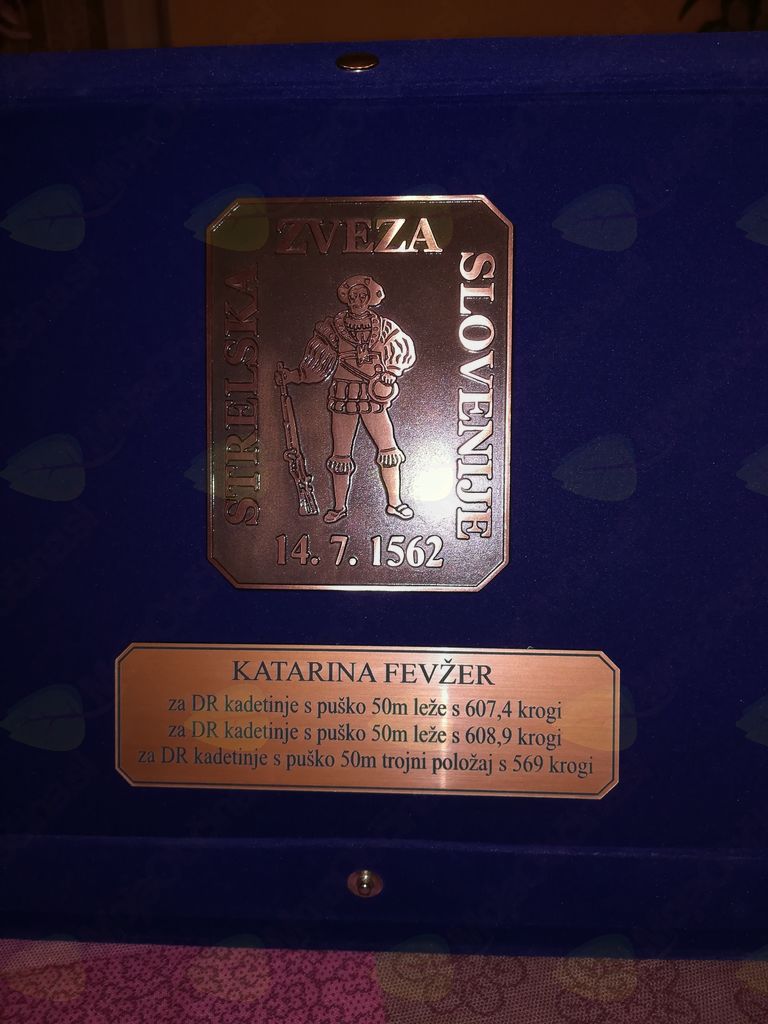 STRELSKA
ZVEZA
SLOVENIJE
14. 7. 1562
KATARINA FEVŽER
za DR kadetinje s puško 50m leže s 607,4 krogi
za DR kadetinje s puško 50m leže s 608,9 krogi
za DR kadetinje s puško 50m trojni položaj s 569 krogi